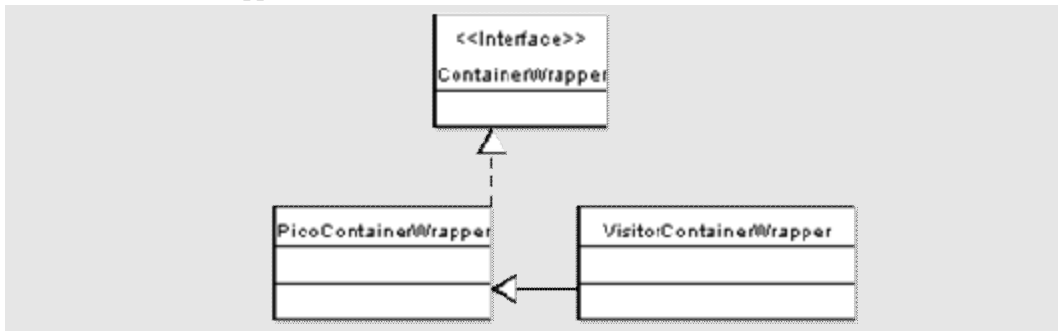 <<Interface>>
ContainerWrapper
PicoContainerWrapper
VisitorContainerWrapper